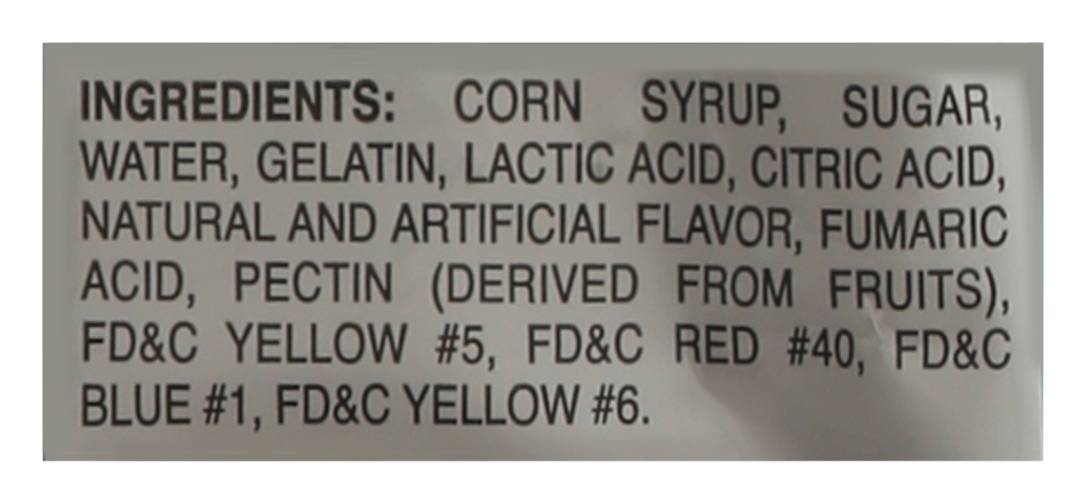 INGREDIENTS: CORN SYRUP, SUGAR,
WATER, GELATIN, LACTIC ACID, CITRIC ACID,
NATURAL AND ARTIFICIAL FLAVOR, FUMARIC
ACID, PECTIN (DERIVED FROM FRUITS),
FD&C YELLOW #5, FD&C RED #40, FD&C
BLUE #1, FD&C YELLOW #6.